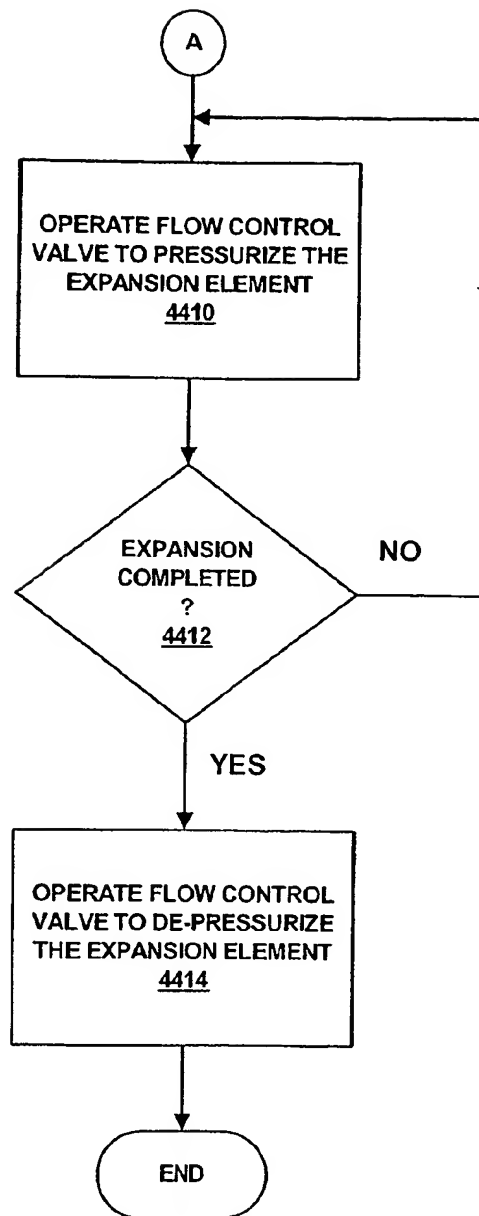 A
OPERATE FLOW CONTROL
VALVE TO PRESSURIZE THE
EXPANSION ELEMENT
4410
EXPANSION
COMPLETED
?
4412
NO
YES
OPERATE FLOW CONTROL
VALVE TO DE-PRESSURIZE
THE EXPANSION ELEMENT
4414
END